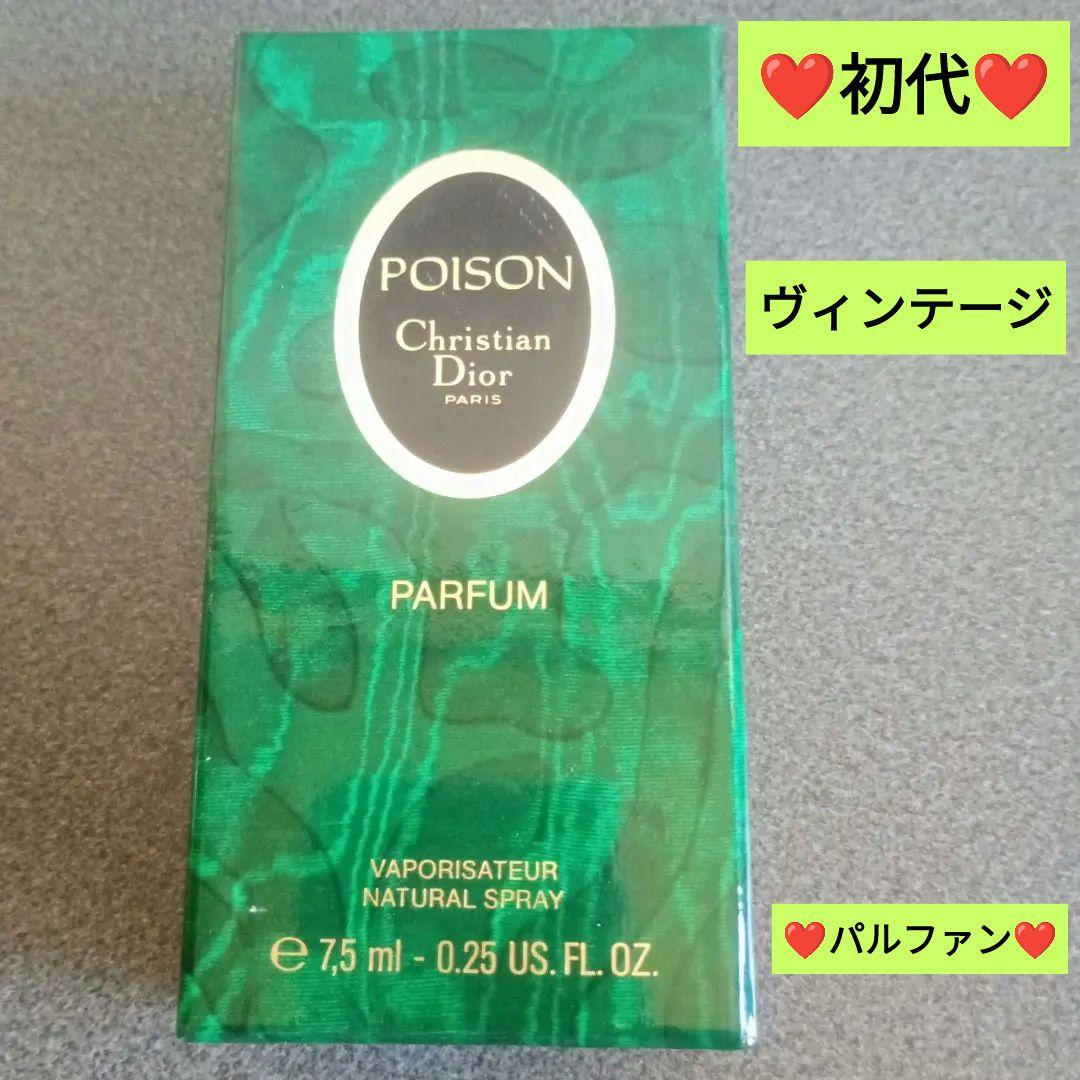 ❤️初代❤️
ヴィンテージ
POISON
Christian
Dior
PARIS
PARFUM
VAPORISATEUR
NATURAL SPRAY
℮ 7,5 ml - 0.25 US. FL. OZ.
❤️パルファン❤️